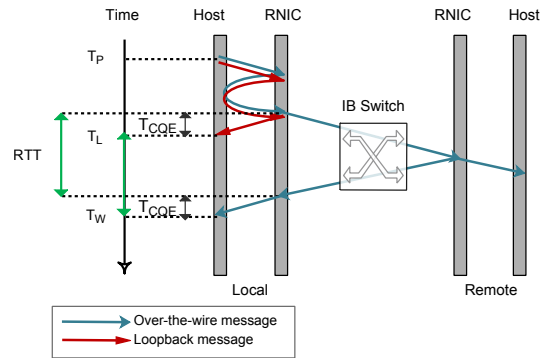 Time Host RNIC RNIC Host
T_P
IB Switch
T_CQE
T_L
RTT
T_CQE
T_W
Local Remote
Over-the-wire message
Loopback message